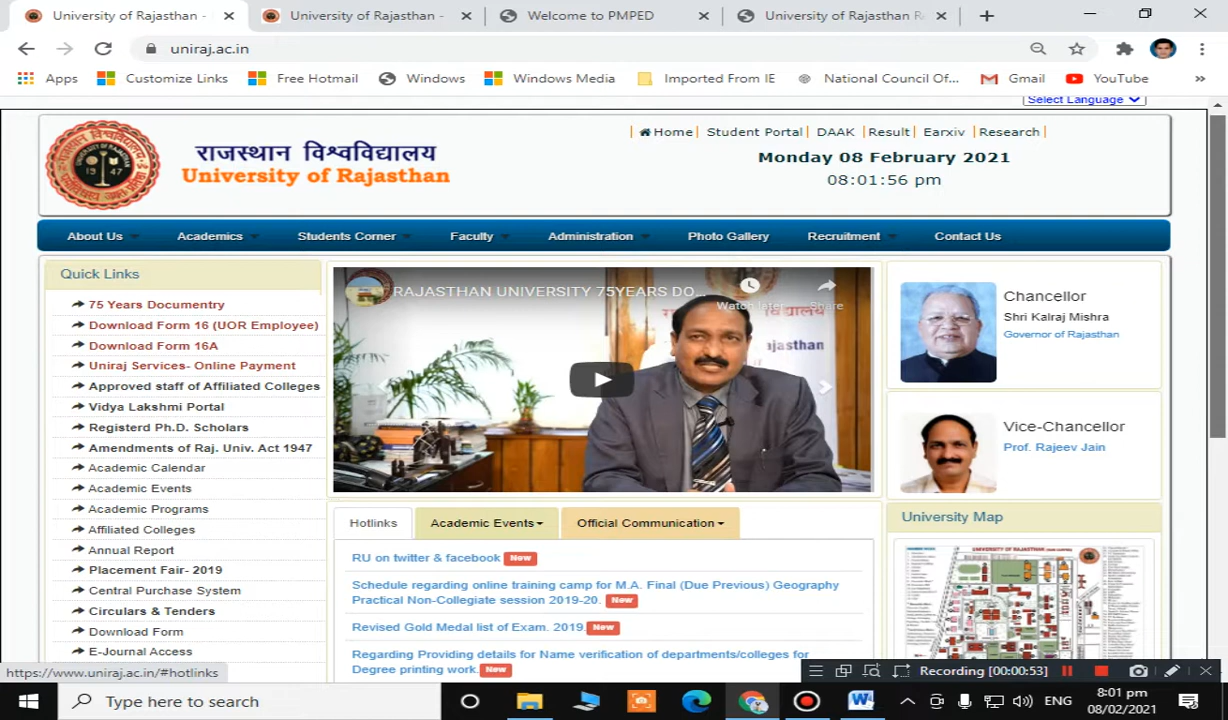 University of Rajasthan -
University of Rajasthan -
Welcome to PMPED
University of Rajasthan R
uniraj.ac.in
Apps
Customize Links
Free Hotmail
Windows
Windows Media
Imported From IE
National Council Of...
Gmail
YouTube
»
Select Language
राजस्थान विश्वविद्यालय
University of Rajasthan
Home| Student Portal DAAK |Result| Earxiv |Research|
Monday 08 February 2021
08:01:56 pm
About Us
Academics
Students Corner
Faculty
Administration
Photo Gallery
Recruitment
Contact Us
Quick Links
75 Years Documentry
Download Form 16 (UOR Employee)
Download Form 16A
Uniraj Services- Online Payment
Approved staff of Affiliated Colleges
Vidya Lakshmi Portal
Registerd Ph.D. Scholars
Amendments of Raj. Univ. Act 1947
Academic Calendar
Academic Events
Academic Programs
Affiliated Colleges
Annual Report
Placement Fair- 2019
Central Purchase System
Circulars & Tenders
Download Form
E-Journal Access
RAJASTHAN UNIVERSITY 75YEARS DO...
Watch later
Share
Chancellor
Shri Kalraj Mishra
Governor of Rajasthan
Vice-Chancellor
Prof. Rajeev Jain
University Map
UNIVERSITY OF RAJASTHAN
Hotlinks
Academic Events
Official Communication
RU on twitter & facebook New
Schedule regarding online training camp for M.A. Final (Due Previous) Geography
Practical Non-Collegiate session 2019-20. New
Revised Gold Medal list of Exam. 2019. New
Regarding Providing details for Name verification of departments/colleges for
Degree printing work. New
https://www.uniraj.ac.in/#hotlinks
Recording [00:00:53]
Type here to search
ENG
8:01 pm
08/02/2021